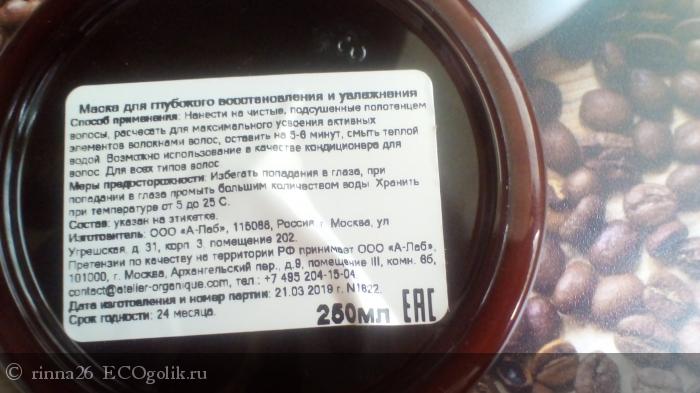 Маска для глубокого восстановления и увлажнения
Способ применения: Нанести на чистые, подсушенные полотенцем
волосы, расчесать для максимального усвоения активных
элементов волокнами волос, оставить на 5-6 минут, смыть теплой
водой. Возможно использование в качестве кондиционера для
волос. Для всех типов волос.
Меры предосторожности: Избегать попадания в глаза, при
попадании в глаза промыть большим количеством воды. Хранить
при температуре от 5 до 25 С.
Состав: указан на этикетке.
Изготовитель: ООО «А-Лаб», 115088, Россия, г. Москва, ул
Угрешская, д. 31, корп. 3, помещение 202.
Претензии по качеству на территории РФ принимает ООО «А-Лаб»,
101000, г. Москва, Архангельский пер., д.9, помещение III, комн. 6б,
contact@atelier-organique.com, тел.: +7 495 204-15-04.
Дата изготовления и номер партии: 21.03.2019 г. N1822.
Срок годности: 24 месяца.
250мл EAC
© rinna26 ECOgolik.ru